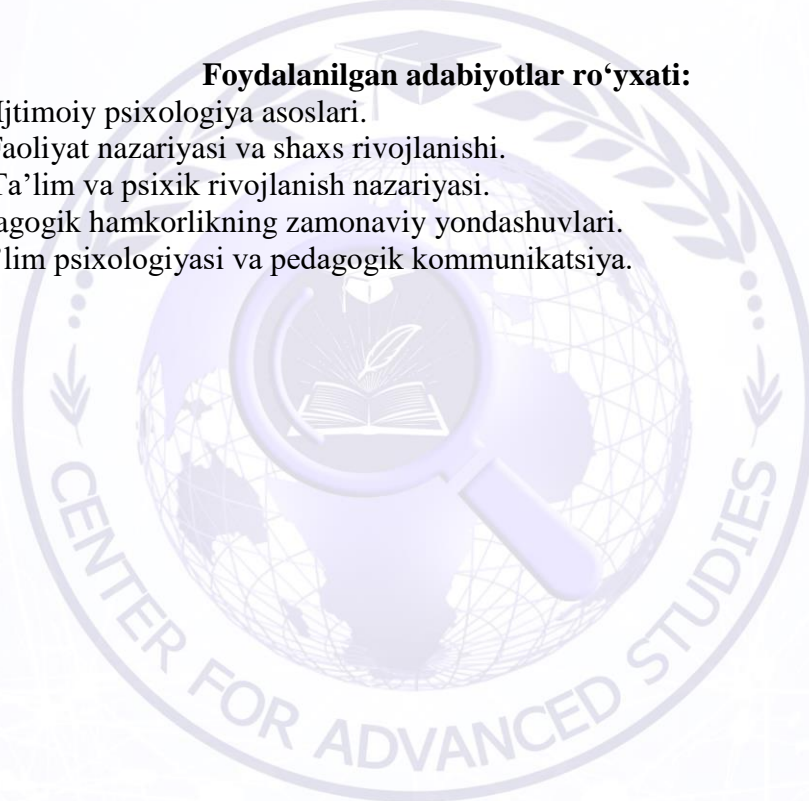 Foydalanilgan adabiyotlar ro‘yxati:
Ijtimoiy psixologiya asoslari.
aoliyat nazariyasi va shaxs rivojlanishi.
Ta’lim va psixik rivojlanish nazariyasi.
agogik hamkorlikning zamonaviy yondashuvlari.
’lim psixologiyasi va pedagogik kommunikatsiya.
CENTER FOR ADVANCED STUDIES